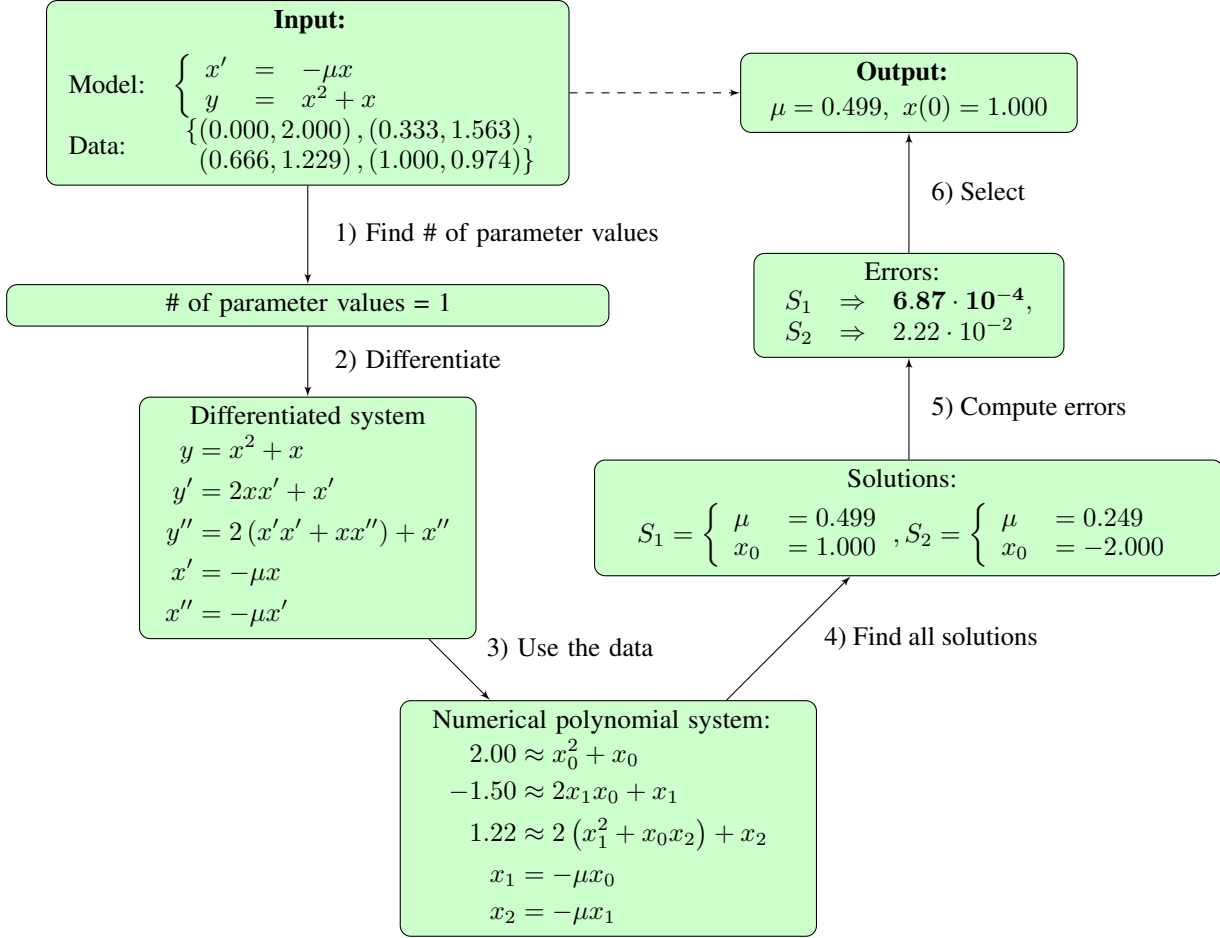 Input:
Model: { x′ = −μx
y = x² + x
Data: {(0.000, 2.000) , (0.333, 1.563) ,
(0.666, 1.229) , (1.000, 0.974)}
1) Find # of parameter values
# of parameter values = 1
2) Differentiate
Differentiated system
y = x² + x
y′ = 2xx′ + x′
y′′ = 2 (x′x′ + xx′′) + x′′
x′ = −μx
x′′ = −μx′
3) Use the data
Numerical polynomial system:
2.00 ≈ x₀² + x₀
−1.50 ≈ 2x₁x₀ + x₁
1.22 ≈ 2 (x₁² + x₀x₂) + x₂
x₁ = −μx₀
x₂ = −μx₁
4) Find all solutions
Solutions:
S₁ = { μ = 0.499 , S₂ = { μ = 0.249
x₀ = 1.000 x₀ = −2.000
5) Compute errors
Errors:
S₁ ⇒ 6.87 · 10⁻⁴,
S₂ ⇒ 2.22 · 10⁻²
6) Select
Output:
μ = 0.499, x(0) = 1.000